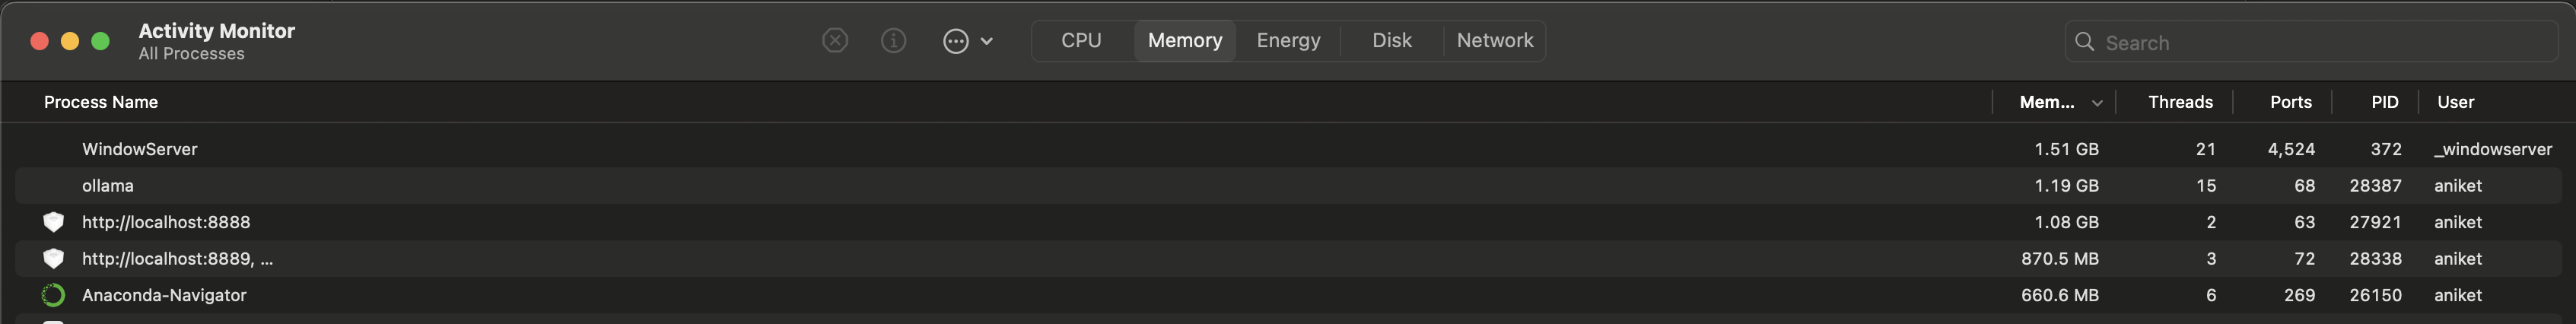 Activity Monitor
All Processes
CPU Memory Energy Disk Network
Search
Process Name Mem... Threads Ports PID User
WindowServer 1.51 GB 21 4,524 372 _windowserver
ollama 1.19 GB 15 68 28387 aniket
http://localhost:8888 1.08 GB 2 63 27921 aniket
http://localhost:8889, ... 870.5 MB 3 72 28338 aniket
Anaconda-Navigator 660.6 MB 6 269 26150 aniket